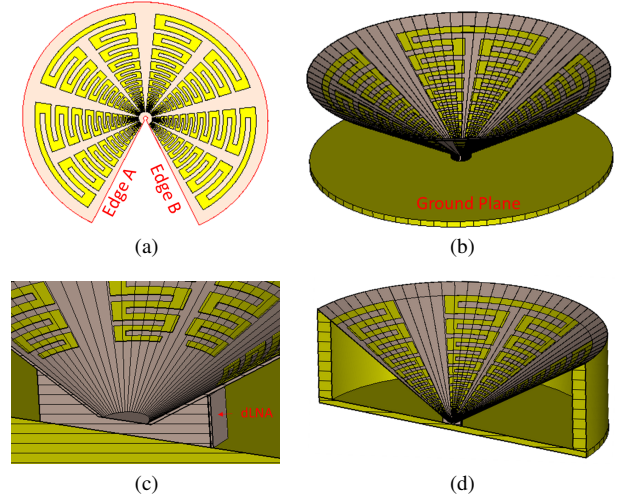 Edge A
Edge B
(a)
Ground Plane
(b)
dLNA
(c)
(d)